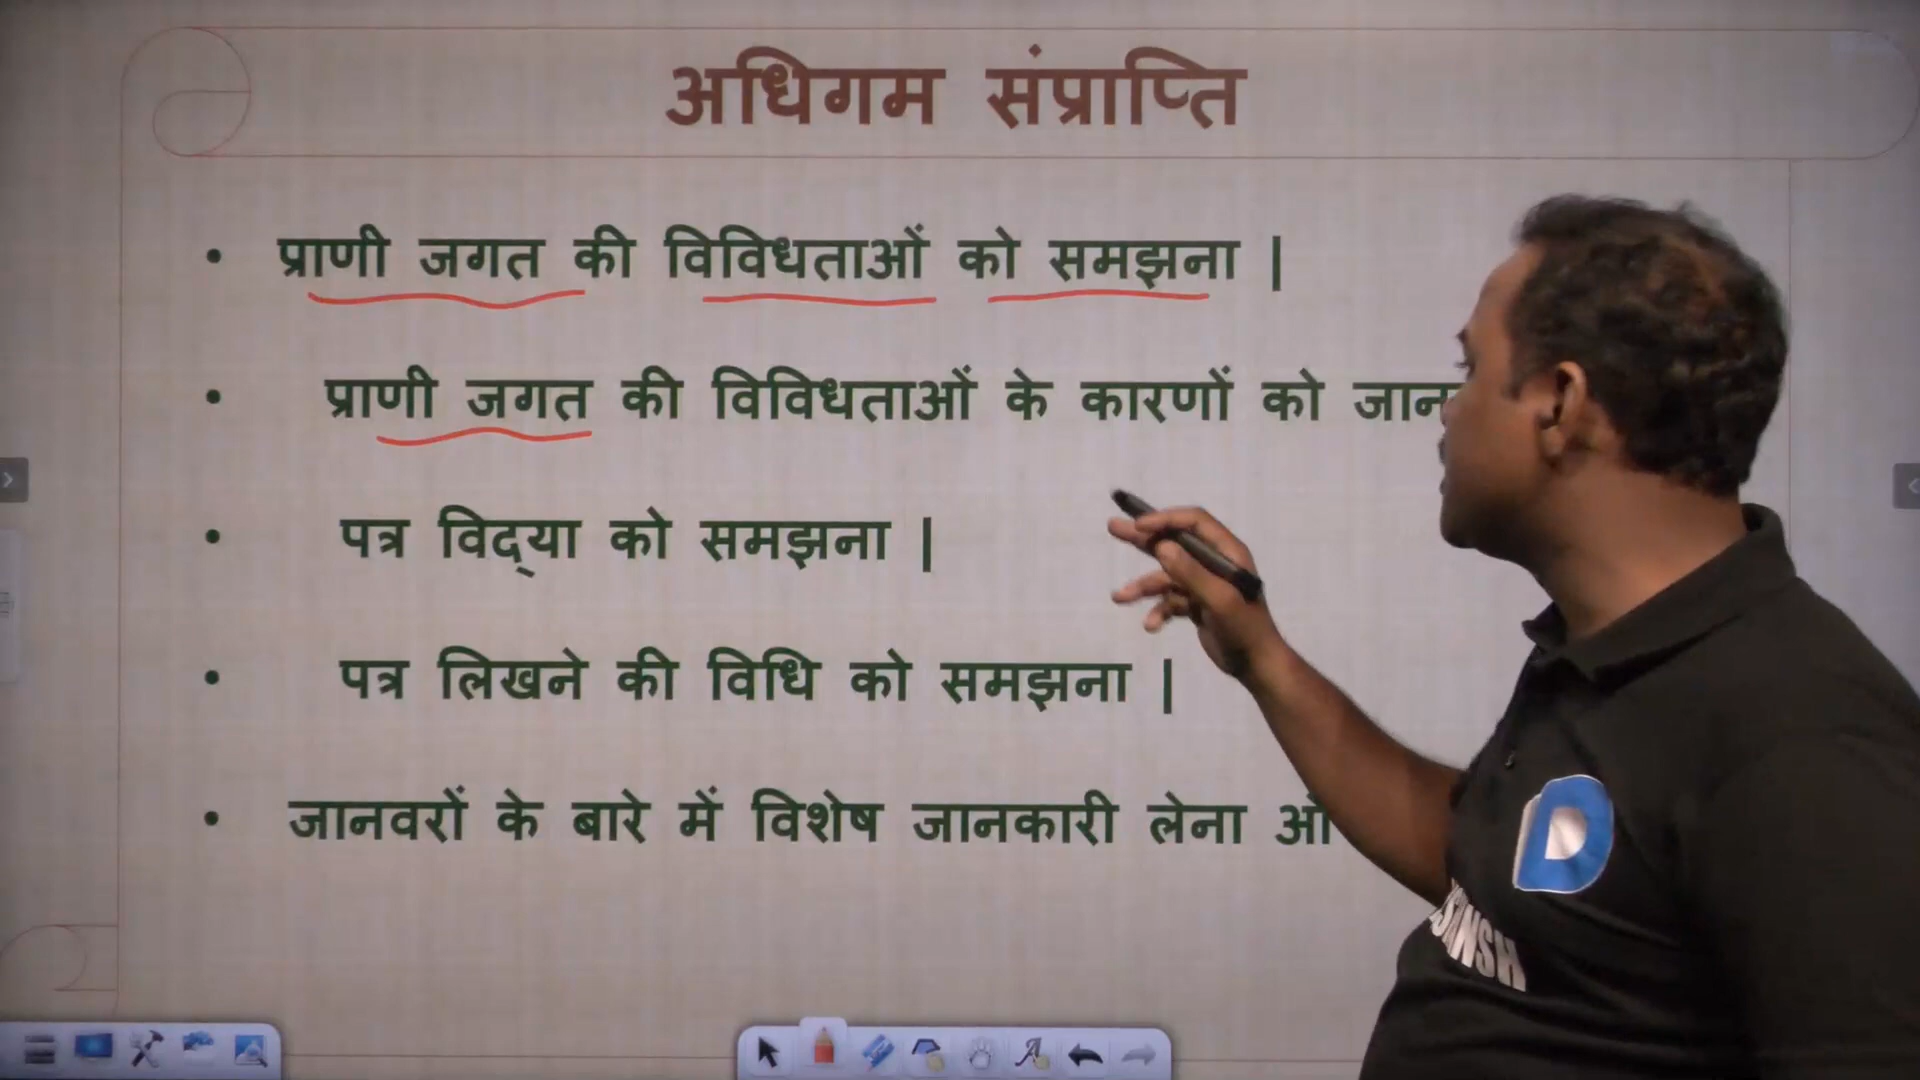 अधिगम संप्राप्ति
• प्राणी जगत की विविधताओं को समझना |
• प्राणी जगत की विविधताओं के कारणों को
• पत्र विद्या को समझना |
• पत्र लिखने की विधि को समझना |
• जानवरों के बारे में विशेष जानकारी लेना
D